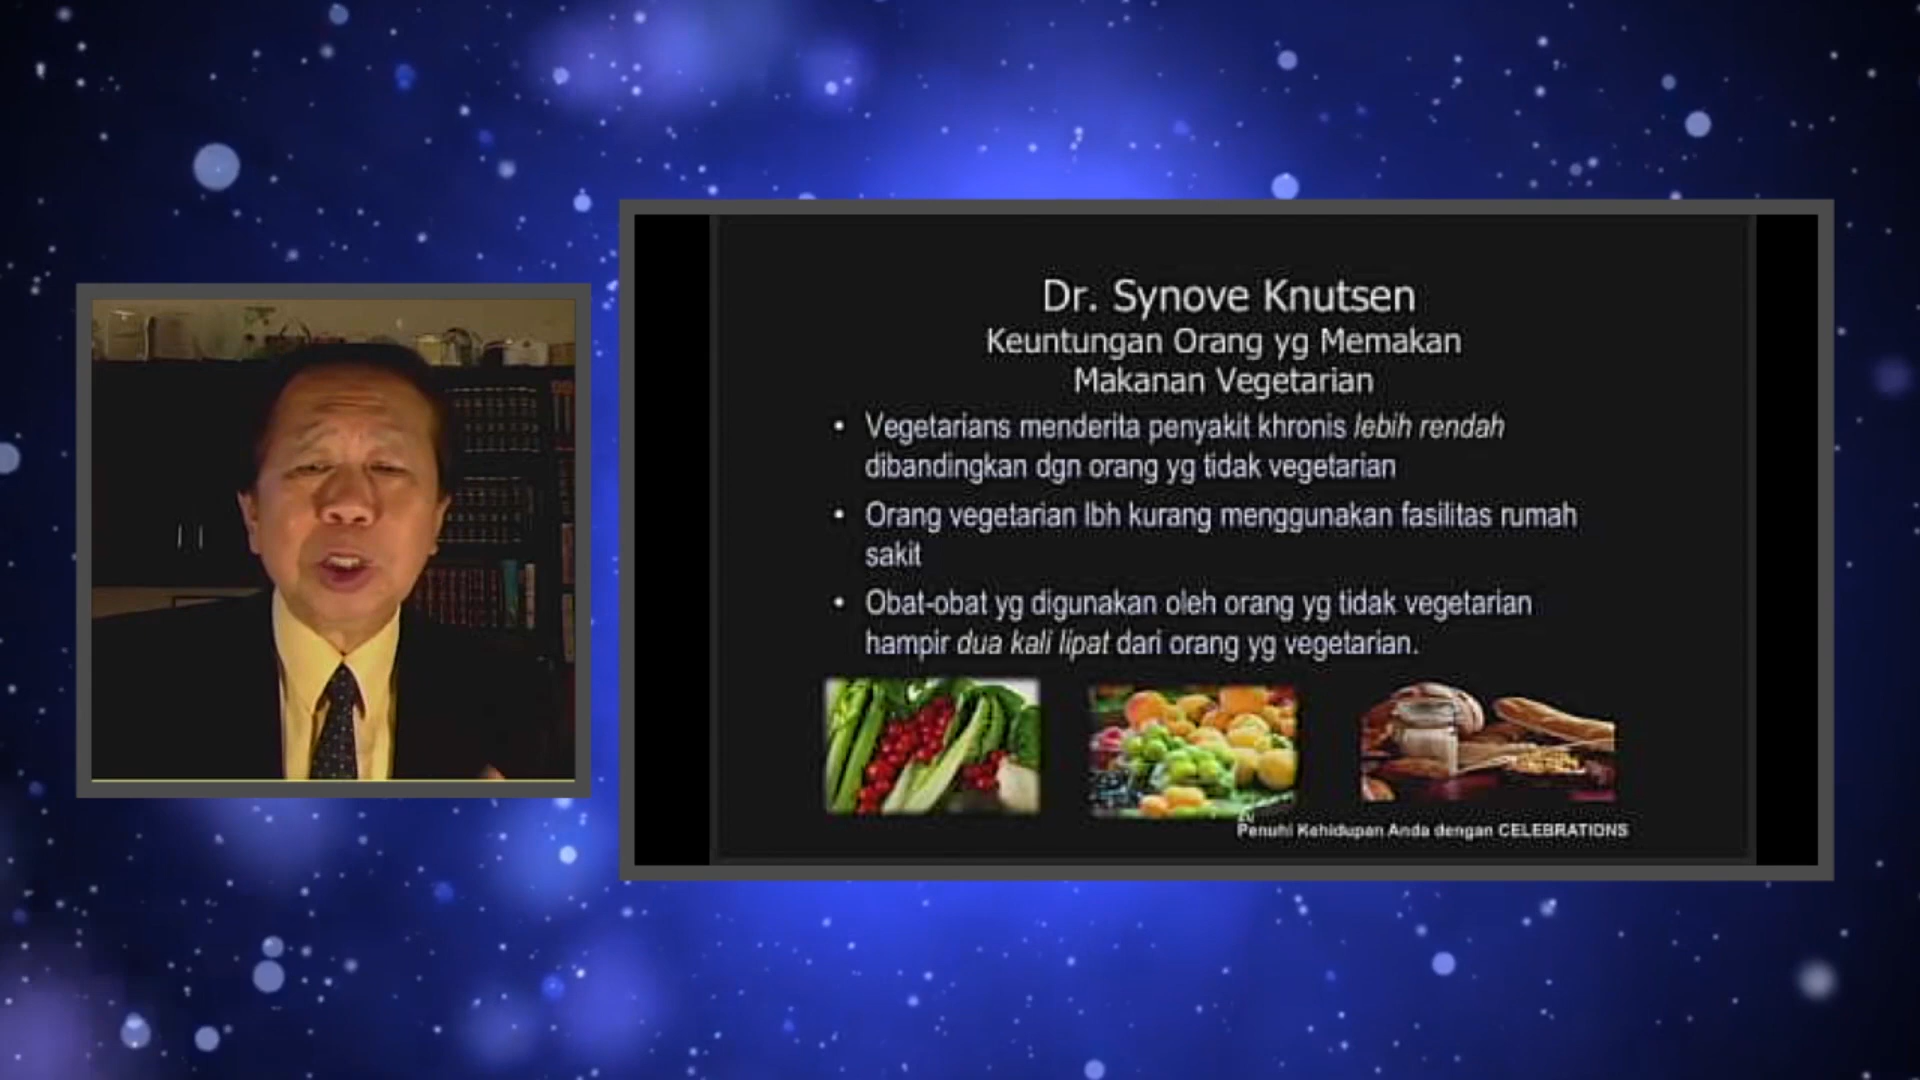 Dr. Synove Knutsen
Keuntungan Orang yg Memakan
Makanan Vegetarian
• Vegetarians menderita penyakit khronis lebih rendah
dibandingkan dgn orang yg tidak vegetarian
• Orang vegetarian lbh kurang menggunakan fasilitas rumah
sakit
• Obat-obat yg digunakan oleh orang yg tidak vegetarian
hampir dua kali lipat dari orang yg vegetarian.
Penuhi Kehidupan Anda dengan CELEBRATIONS